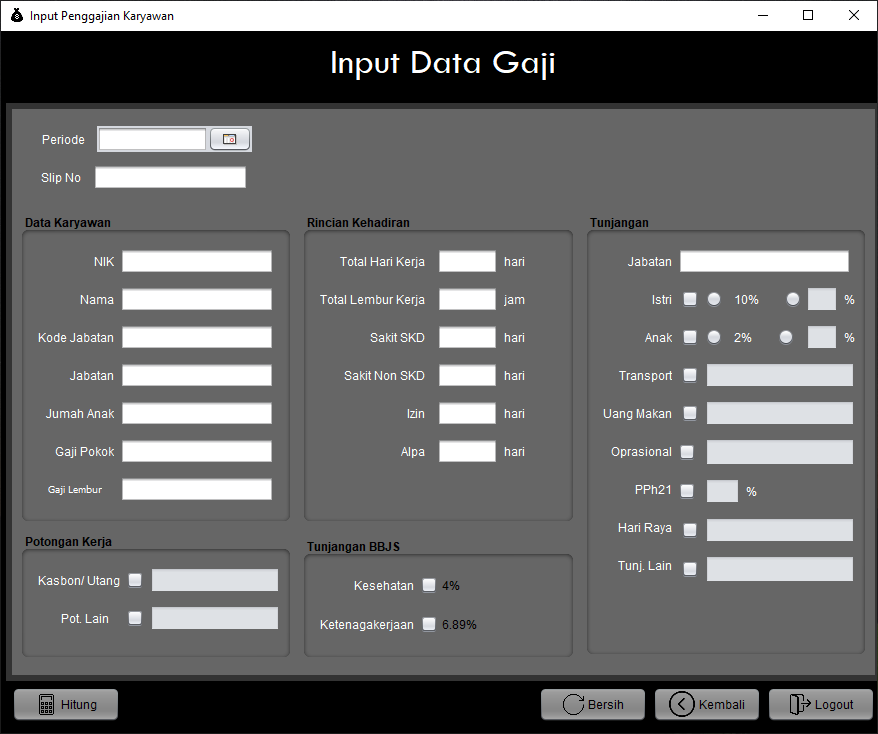 Input Penggajian Karyawan
Input Data Gaji
Periode
Slip No
Data Karyawan
NIK
Nama
Kode Jabatan
Jabatan
Jumah Anak
Gaji Pokok
Gaji Lembur
Rincian Kehadiran
Total Hari Kerja hari
Total Lembur Kerja jam
Sakit SKD hari
Sakit Non SKD hari
Izin hari
Alpa hari
Tunjangan
Jabatan
Istri 10% %
Anak 2% %
Transport
Uang Makan
Oprasional
PPh21 %
Hari Raya
Tunj. Lain
Potongan Kerja
Kasbon/ Utang
Pot. Lain
Tunjangan BBJS
Kesehatan 4%
Ketenagakerjaan 6.89%
Hitung Bersih Kembali Logout